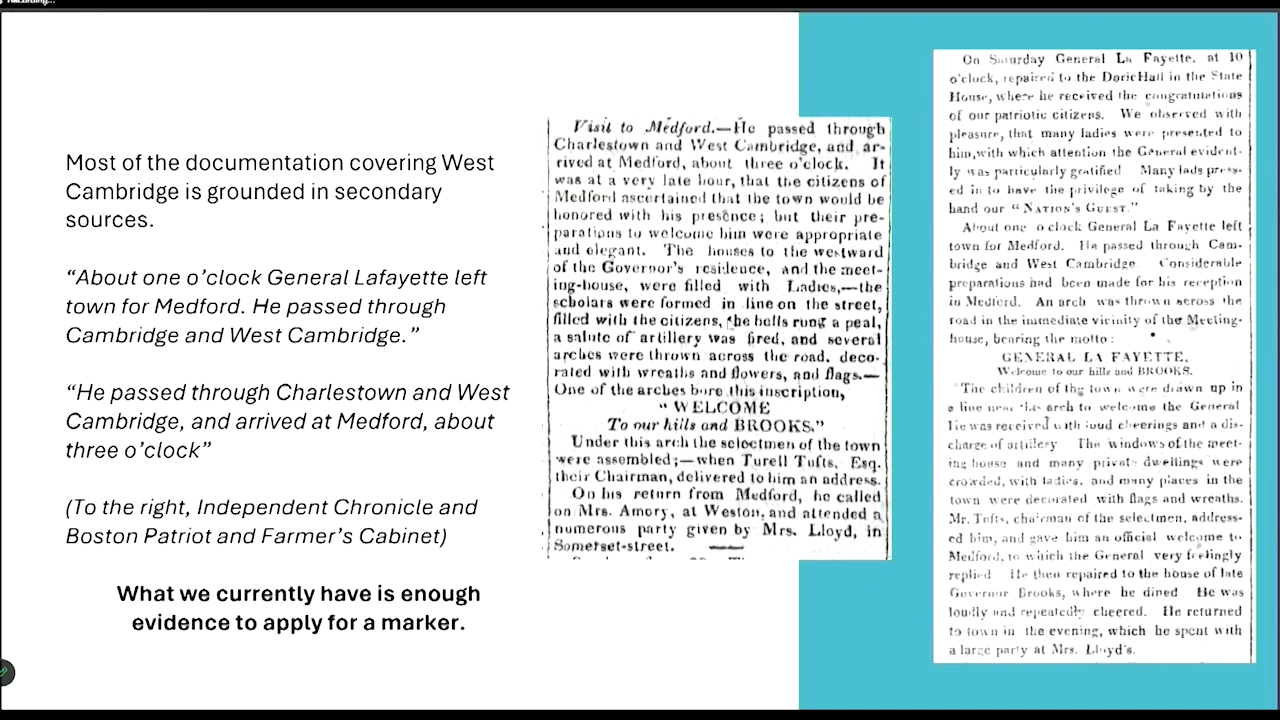 Recording...
Most of the documentation covering West
Cambridge is grounded in secondary
sources.
“About one o’clock General Lafayette left
town for Medford. He passed through
Cambridge and West Cambridge.”
“He passed through Charlestown and West
Cambridge, and arrived at Medford, about
three o’clock”
(To the right, Independent Chronicle and
Boston Patriot and Farmer’s Cabinet)
What we currently have is enough
evidence to apply for a marker.
Visit to Medford.—He passed through
Charlestown and West Cambridge, and ar-
rived at Medford, about three o'clock. It
was at a very late hour, that the citizens of
Medford ascertained that the town would be
honored with his presence; but their pre-
parations to welcome him were appropriate
and elegant. The houses to the westward
of the Governor's residence, and the meet-
ing-house, were filled with Ladies,—the
scholars were formed in line on the street,
filled with the citizens, the bells rung a peal,
a salute of artillery was fired, and several
arches were thrown across the road, deco-
rated with wreaths and flowers, and flags.—
One of the arches bore this inscription,
" WELCOME
To our hills and BROOKS."
Under this arch the selectmen of the town
were assembled;—when Turell Tufts, Esq.
their Chairman, delivered to him an address.
On his return from Medford, he called
on Mrs. Amory, at Weston, and attended a
numerous party given by Mrs. Lloyd, in
Somerset-street.
On Saturday General La Fayette, at 10
o'clock, repaired to the Doric Hall in the State
House, where he received the congratulations
of our patriotic citizens. We observed with
pleasure, that many ladies were presented to
him, with which attention the General evident-
ly was particularly gratified. Many lads press-
ed in to have the privilege of taking by the
hand our " NATION'S GUEST."
About one o clock General La Fayette left
town for Medford. He passed through Cam-
bridge and West Cambridge. Considerable
preparations had been made for his reception
in Medford. An arch was thrown across the
road in the immediate vicinity of the Meeting-
house, bearing the motto:
GENERAL LA FAYETTE,
Welcome to our hills and BROOKS.
The children of the town were drawn up in
a line near the arch to welcome the General
He was received with loud cheerings and a dis-
charge of artillery The windows of the meet-
ing house and many private dwellings were
crowded, with ladies, and many places in the
town were decorated with flags and wreaths.
Mr. Tufts, chairman of the selectmen, address-
ed him, and gave him an official welcome to
Medford, to which the General very feelingly
replied He then repaired to the house of late
Governor Brooks, where he dined He was
loudly and repeatedly cheered. He returned
to town in the evening, which he spent with
a large party at Mrs. Lloyd's.